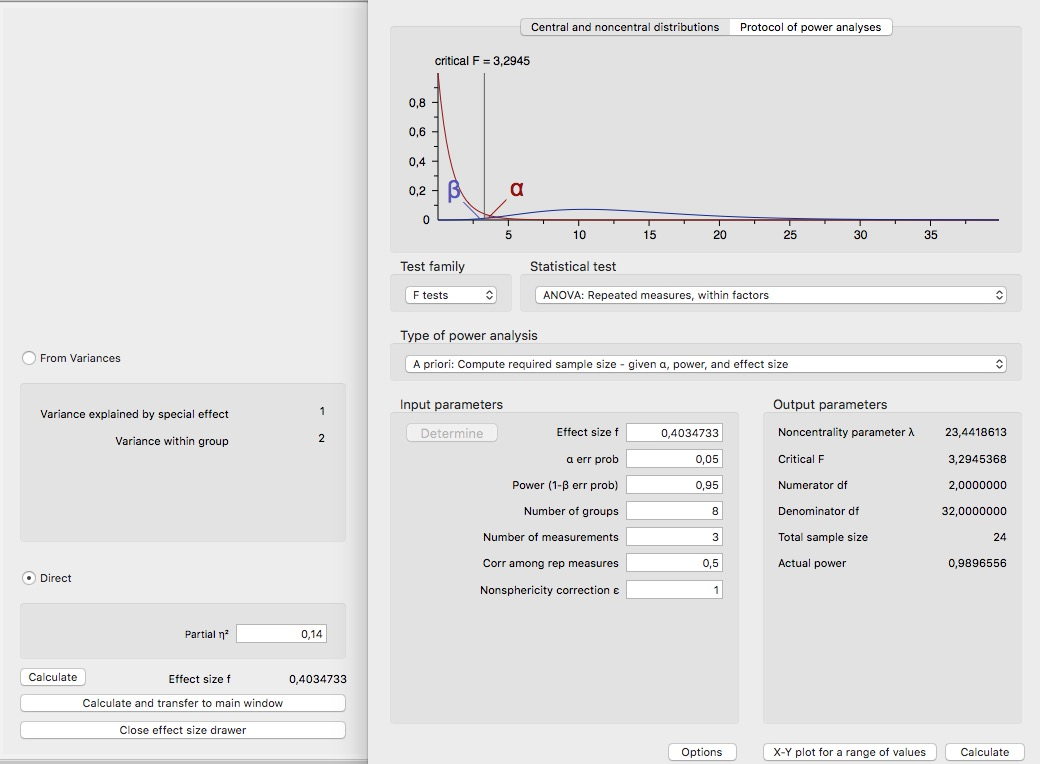 Central and noncentral distributions
Protocol of power analyses
critical F = 3,2945
0,8
0,6
0,4
0,2
0
β
α
5
10
15
20
25
30
35
Test family
Statistical test
F tests
ANOVA: Repeated measures, within factors
Type of power analysis
A priori: Compute required sample size - given α, power, and effect size
From Variances
Variance explained by special effect 1
Variance within group 2
Direct
Partial η² 0,14
Calculate
Effect size f 0,4034733
Calculate and transfer to main window
Close effect size drawer
Input parameters
Determine
Effect size f 0,4034733
α err prob 0,05
Power (1-β err prob) 0,95
Number of groups 8
Number of measurements 3
Corr among rep measures 0,5
Nonsphericity correction ε 1
Output parameters
Noncentrality parameter λ 23,4418613
Critical F 3,2945368
Numerator df 2,0000000
Denominator df 32,0000000
Total sample size 24
Actual power 0,9896556
Options
X-Y plot for a range of values
Calculate